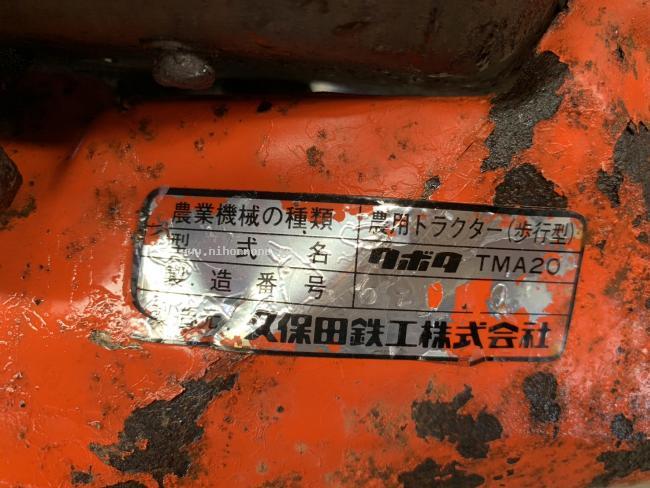 農業機械の種類 農用トラクター(歩行型)
型式名 クボタ TMA20
製造番号
久保田鉄工株式会社